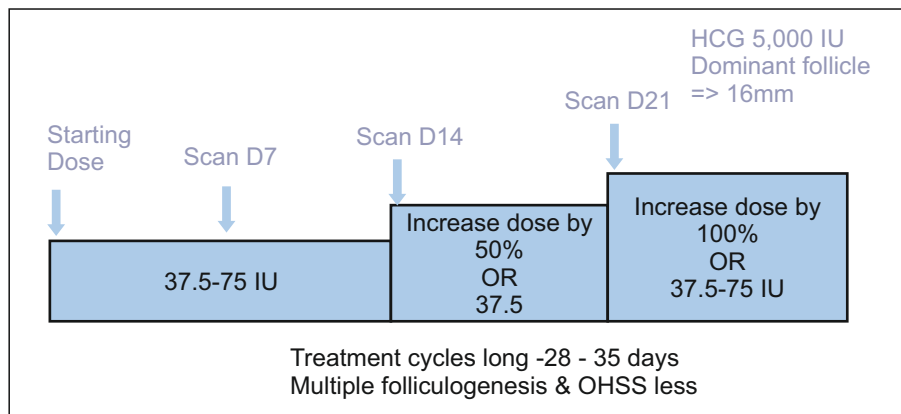 HCG 5,000 IU
Dominant follicle
=> 16mm
Scan D21
Scan D14
Starting
Dose
Scan D7
37.5-75 IU
Increase dose by
50%
OR
37.5
Increase dose by
100%
OR
37.5-75 IU
Treatment cycles long -28 - 35 days
Multiple folliculogenesis & OHSS less